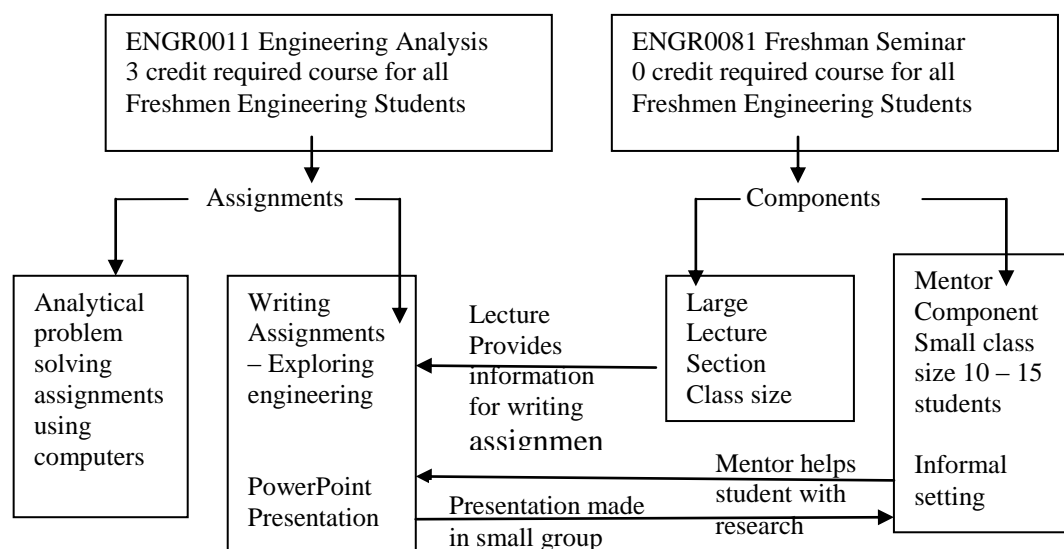 ENGR0011 Engineering Analysis
3 credit required course for all
Freshmen Engineering Students
ENGR0081 Freshman Seminar
0 credit required course for all
Freshmen Engineering Students
Assignments
Components
Analytical
problem
solving
assignments
using
computers
Writing
Assignments
– Exploring
engineering
PowerPoint
Presentation
Lecture
Provides
information
for writing
assignmen
Large
Lecture
Section
Class size
Mentor
Component
Small class
size 10 – 15
students
Informal
setting
Mentor helps
student with
research
Presentation made
in small group